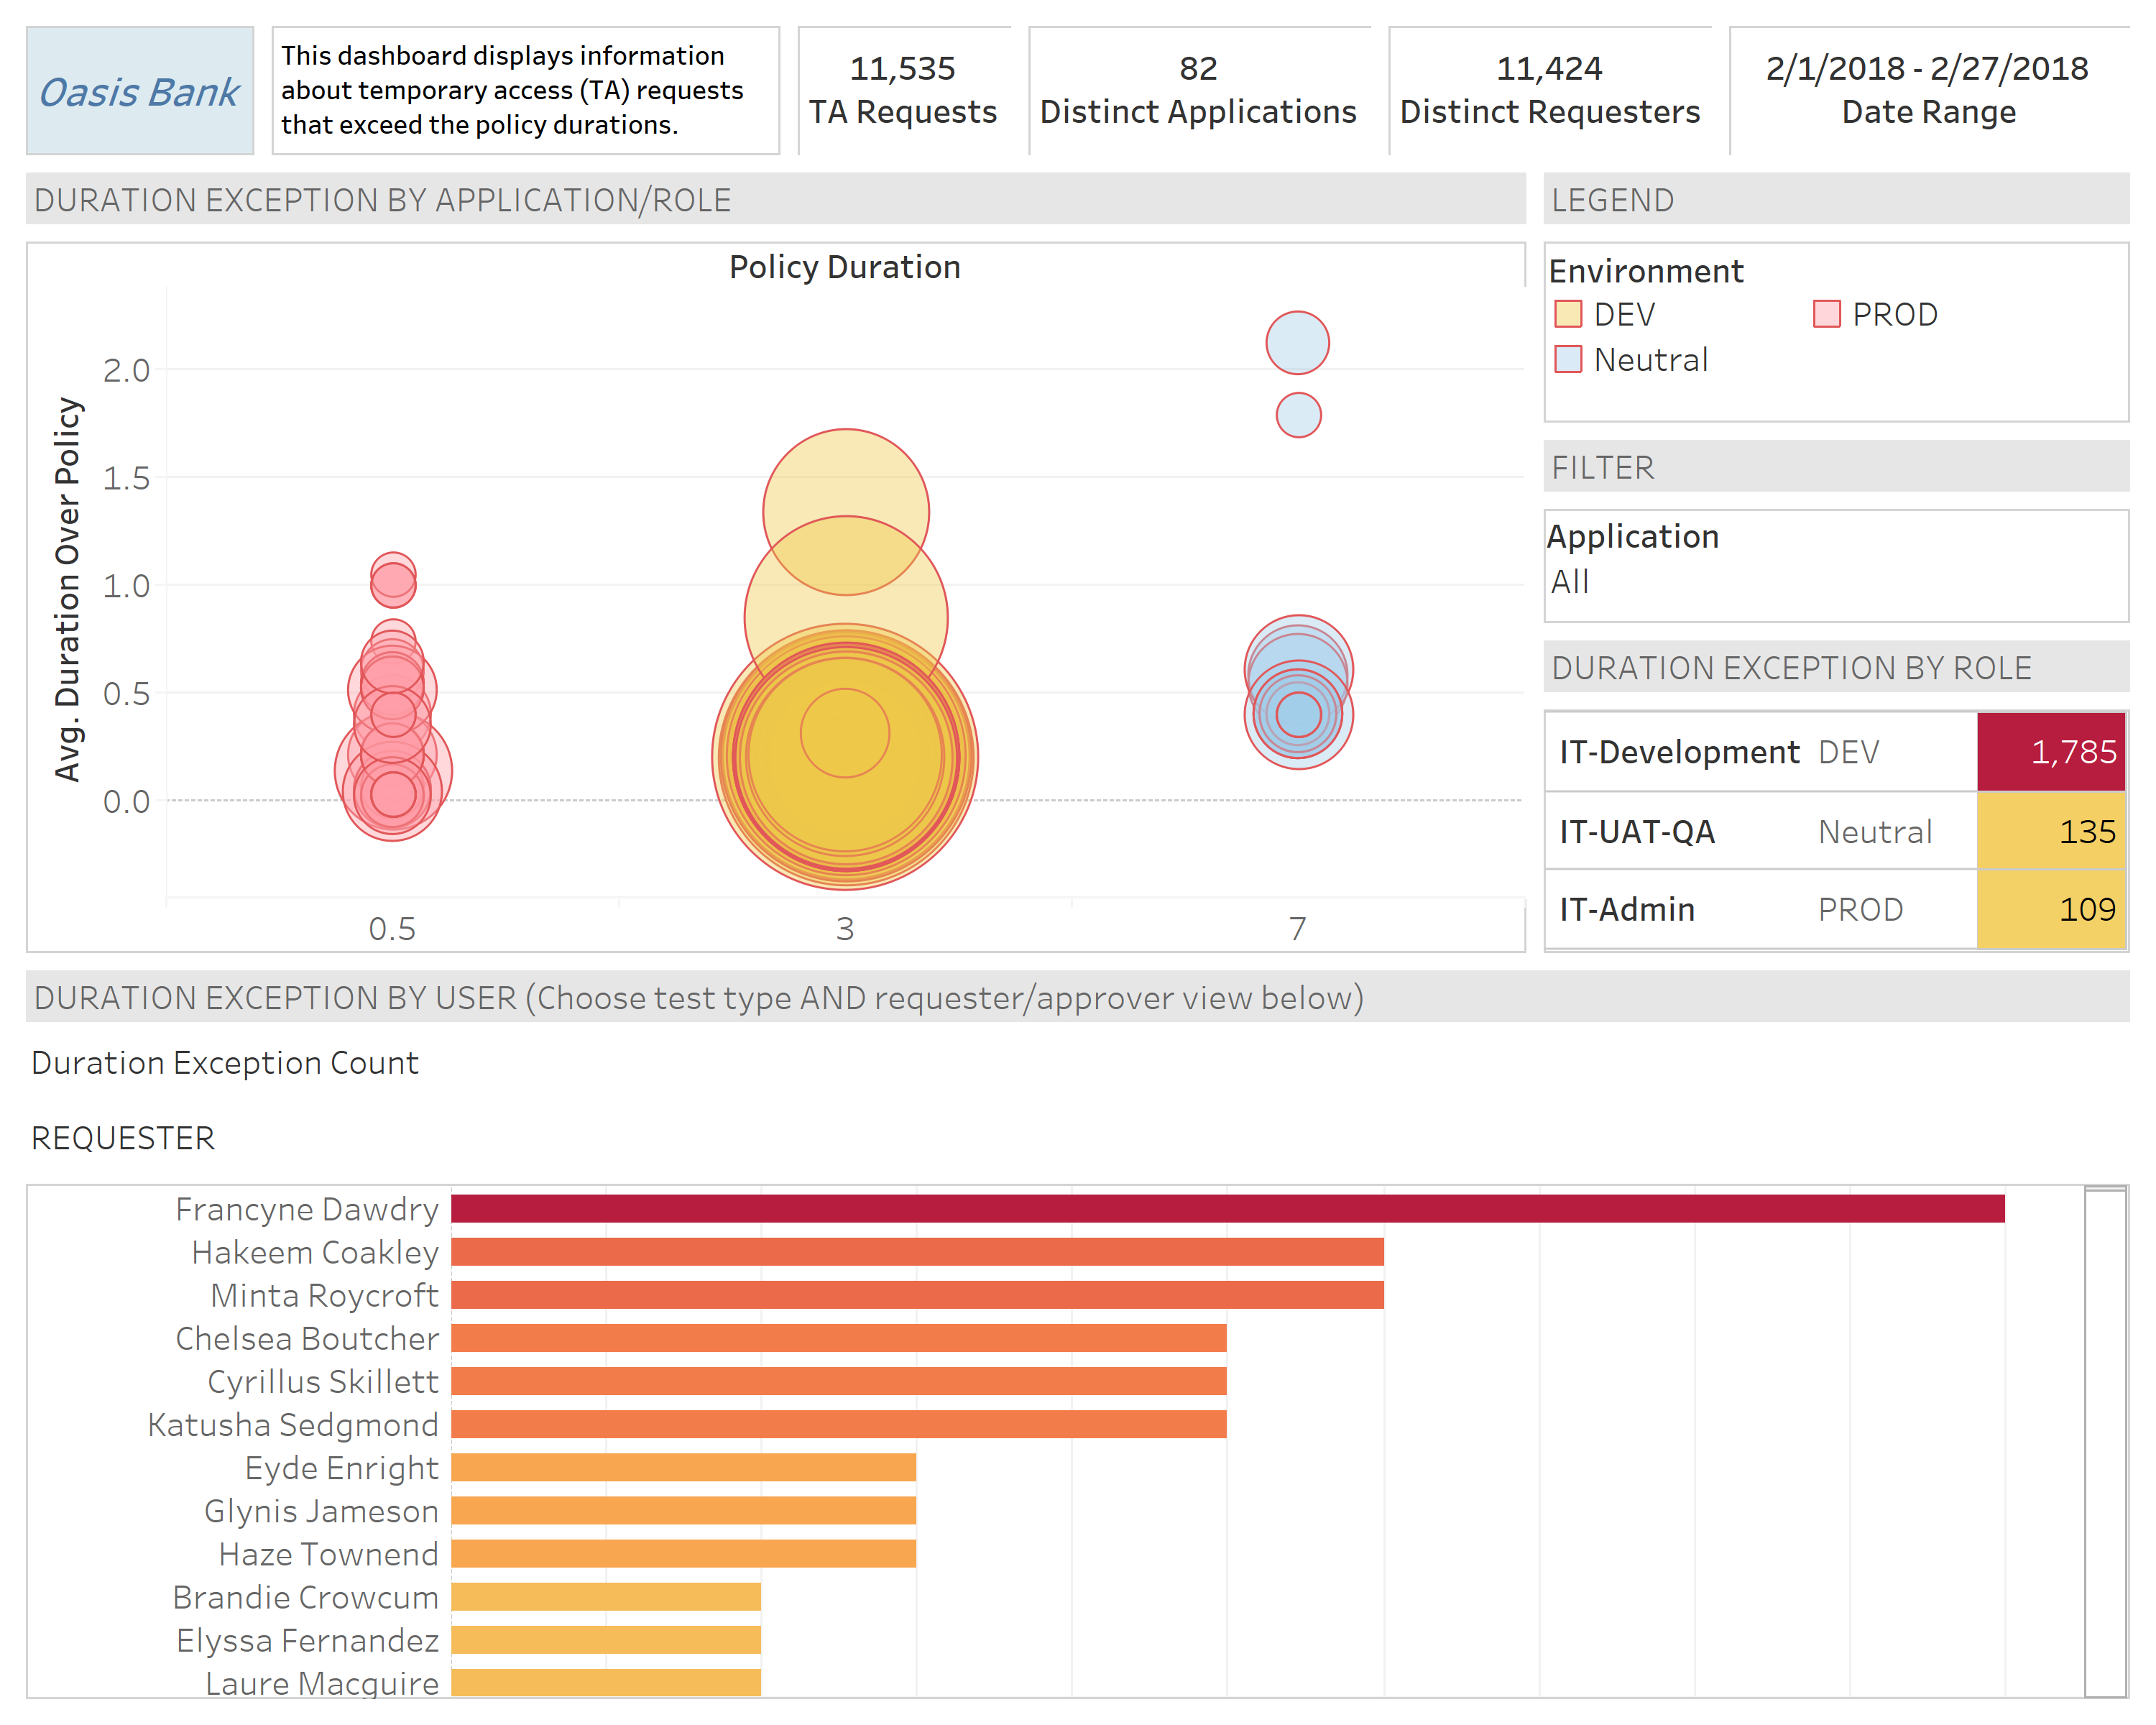 Oasis Bank
This dashboard displays information
about temporary access (TA) requests
that exceed the policy durations.
11,535
TA Requests
82
Distinct Applications
11,424
Distinct Requesters
2/1/2018 - 2/27/2018
Date Range
DURATION EXCEPTION BY APPLICATION/ROLE
Policy Duration
Avg. Duration Over Policy
2.0
1.5
1.0
0.5
0.0
0.5 3 7
LEGEND
Environment
DEV PROD
Neutral
FILTER
Application
All
DURATION EXCEPTION BY ROLE
IT-Development DEV 1,785
IT-UAT-QA Neutral 135
IT-Admin PROD 109
DURATION EXCEPTION BY USER (Choose test type AND requester/approver view below)
Duration Exception Count
REQUESTER
Francyne Dawdry
Hakeem Coakley
Minta Roycroft
Chelsea Boutcher
Cyrillus Skillett
Katusha Sedgmond
Eyde Enright
Glynis Jameson
Haze Townend
Brandie Crowcum
Elyssa Fernandez
Laure Macguire